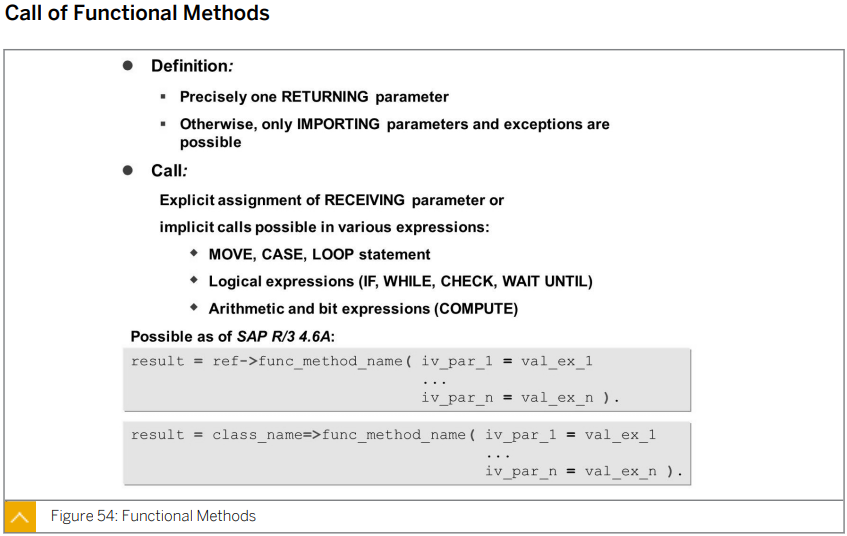 Call of Functional Methods
Definition:
Precisely one RETURNING parameter
Otherwise, only IMPORTING parameters and exceptions are
possible
Call:
Explicit assignment of RECEIVING parameter or
implicit calls possible in various expressions:
MOVE, CASE, LOOP statement
Logical expressions (IF, WHILE, CHECK, WAIT UNTIL)
Arithmetic and bit expressions (COMPUTE)
Possible as of SAP R/3 4.6A:
result = ref->func_method_name( iv_par_1 = val_ex_1
...
iv_par_n = val_ex_n ).
result = class_name=>func_method_name( iv_par_1 = val_ex_1
...
iv_par_n = val_ex_n ).
Figure 54: Functional Methods